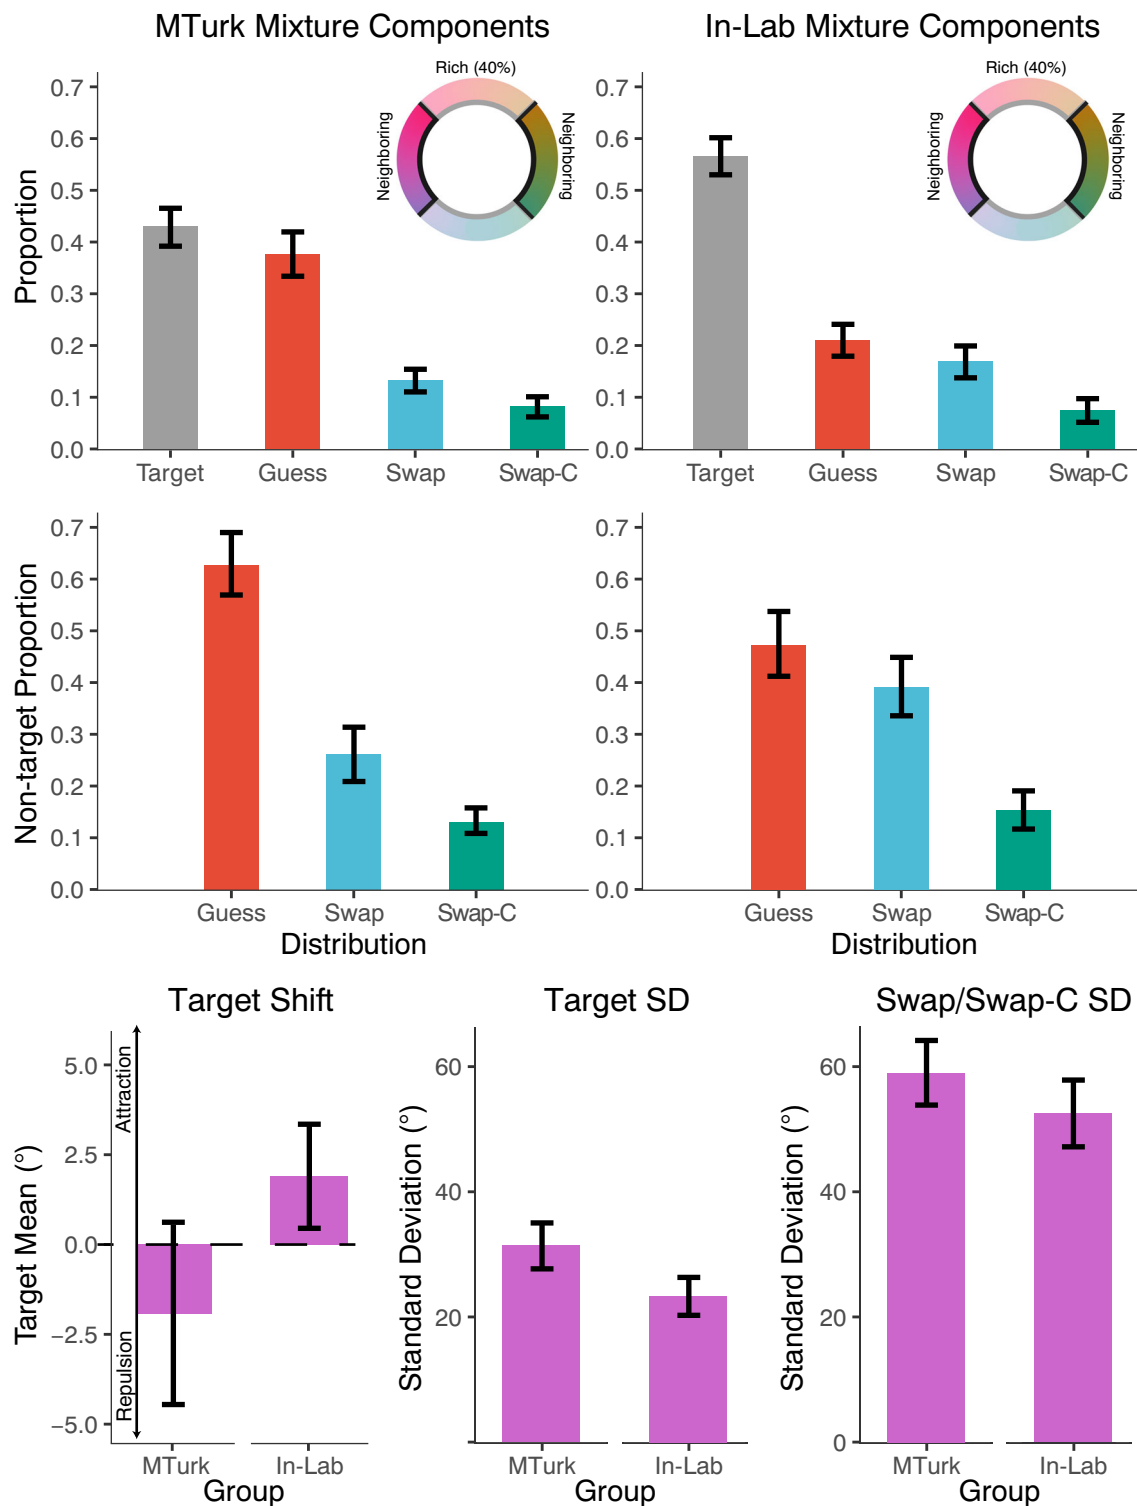 MTurk Mixture Components
In-Lab Mixture Components
Proportion
0.7
0.6
0.5
0.4
0.3
0.2
0.1
0.0
Rich (40%)
Neighboring
Neighboring
Target
Guess
Swap
Swap-C
0.7
0.6
0.5
0.4
0.3
0.2
0.1
0.0
Rich (40%)
Neighboring
Neighboring
Target
Guess
Swap
Swap-C
Non-target Proportion
0.7
0.6
0.5
0.4
0.3
0.2
0.1
0.0
Guess
Swap
Swap-C
Distribution
0.7
0.6
0.5
0.4
0.3
0.2
0.1
0.0
Guess
Swap
Swap-C
Distribution
Target Shift
Target Mean (°)
5.0
2.5
0.0
−2.5
−5.0
Attraction
Repulsion
MTurk
In-Lab
Group
Target SD
Standard Deviation (°)
60
40
20
MTurk
In-Lab
Group
Swap/Swap-C SD
Standard Deviation (°)
60
40
20
0
MTurk
In-Lab
Group